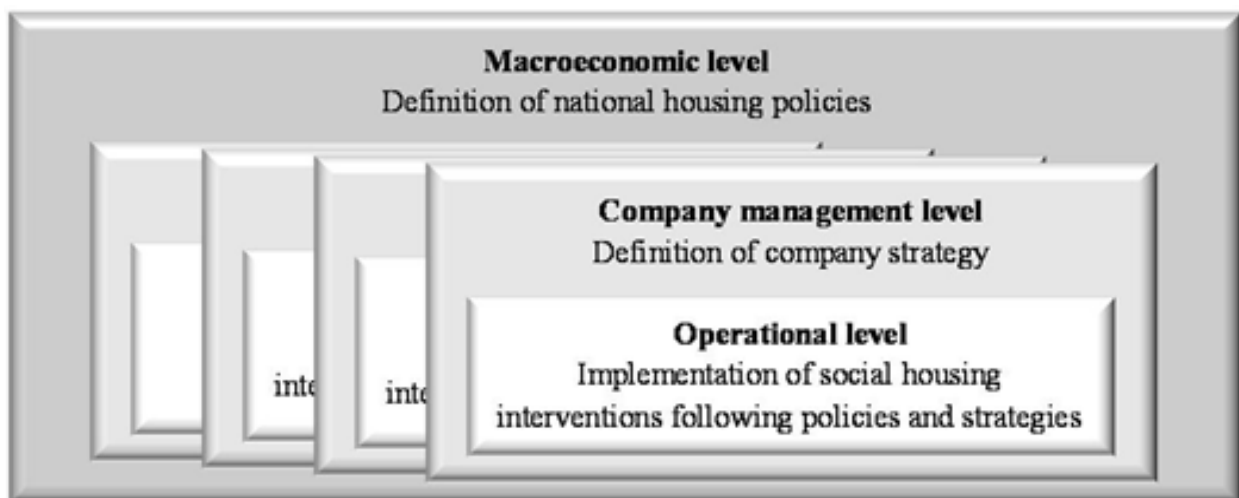 Macroeconomic level
Definition of national housing policies
Company management level
Definition of company strategy
Operational level
Implementation of social housing
interventions following policies and strategies